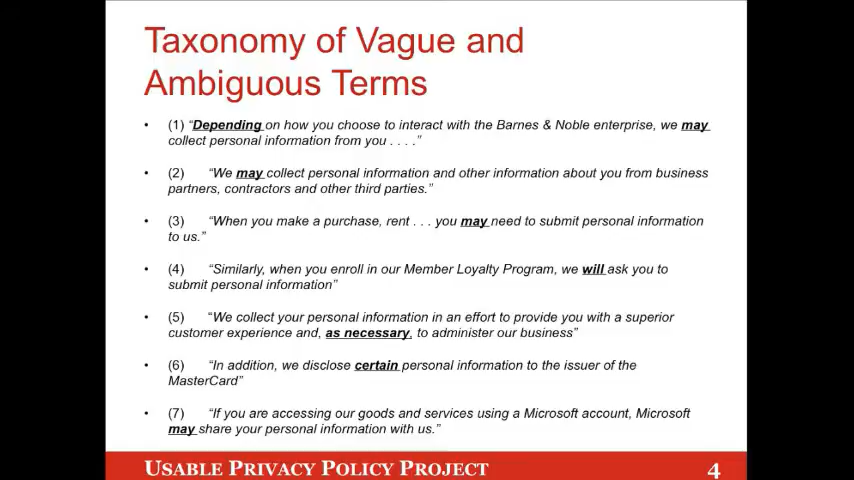 Taxonomy of Vague and
Ambiguous Terms
• (1) “Depending on how you choose to interact with the Barnes & Noble enterprise, we may
collect personal information from you . . . .”
• (2) “We may collect personal information and other information about you from business
partners, contractors and other third parties.”
• (3) “When you make a purchase, rent . . . you may need to submit personal information
to us.”
• (4) “Similarly, when you enroll in our Member Loyalty Program, we will ask you to
submit personal information”
• (5) “We collect your personal information in an effort to provide you with a superior
customer experience and, as necessary, to administer our business”
• (6) “In addition, we disclose certain personal information to the issuer of the
MasterCard”
• (7) “If you are accessing our goods and services using a Microsoft account, Microsoft
may share your personal information with us.”
USABLE PRIVACY POLICY PROJECT 4